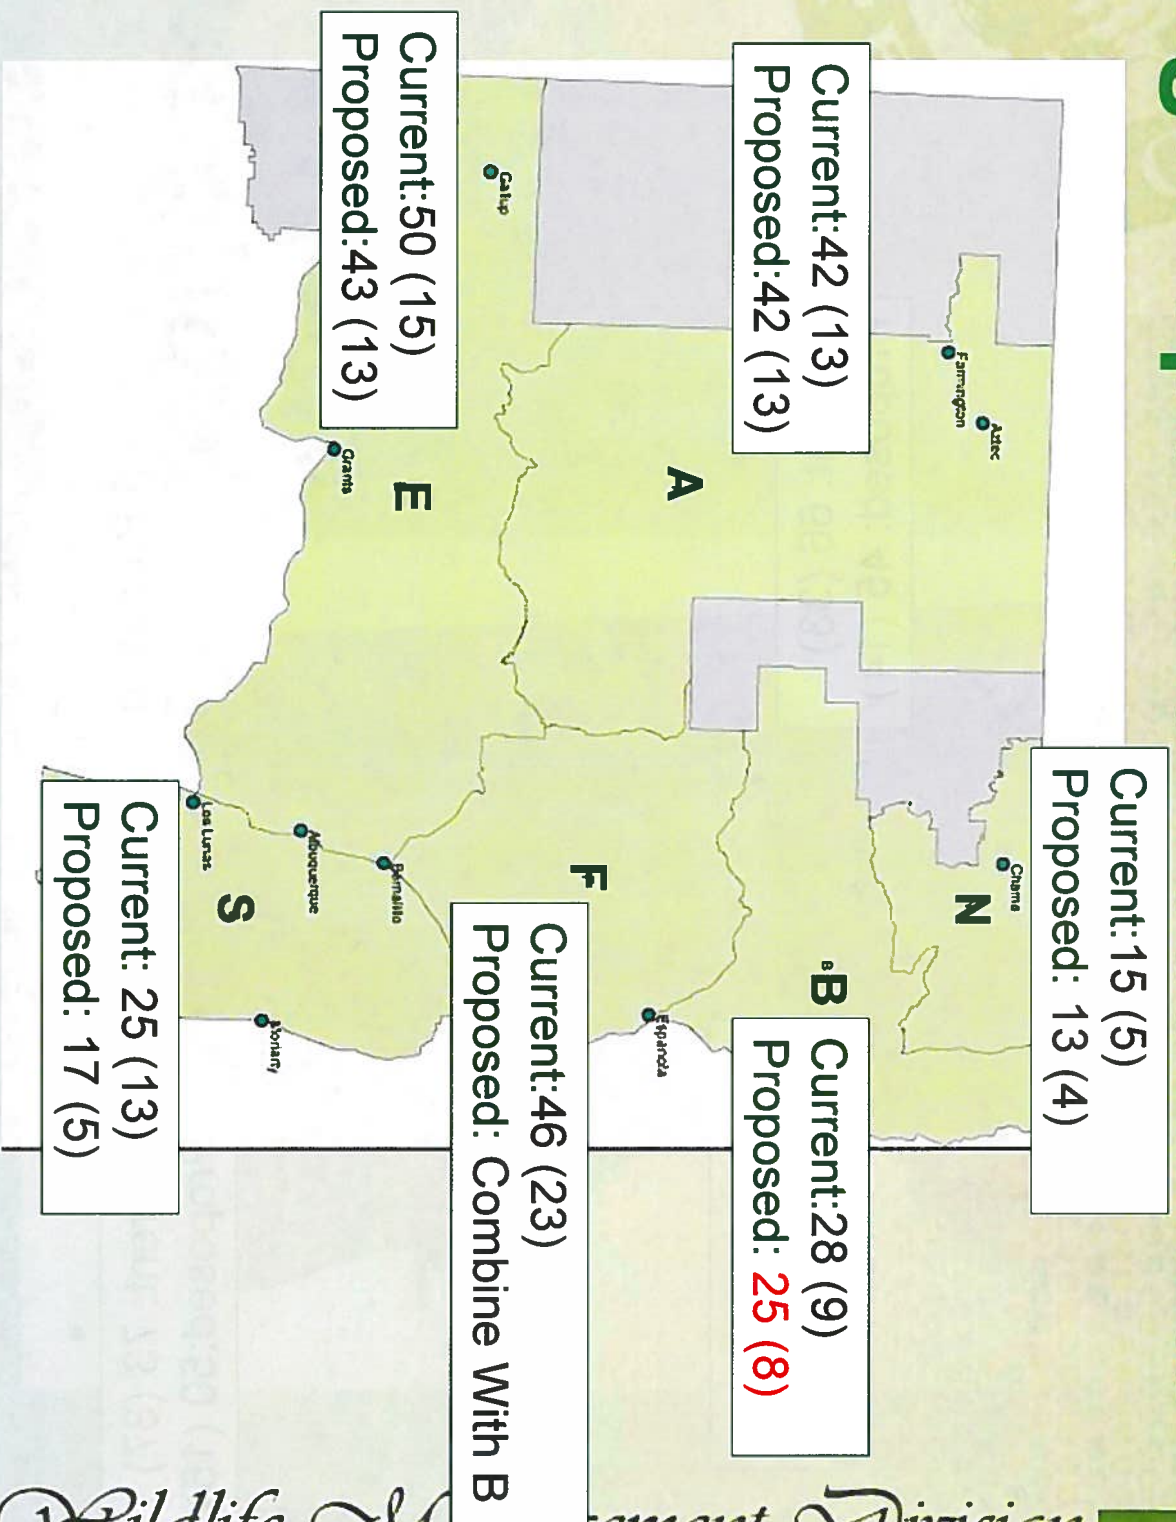 Current:15 (5)
Proposed: 13 (4)
Current:42 (13)
Proposed:42 (13)
Current:28 (9)
Proposed: 25 (8)
Current:50 (15)
Proposed:43 (13)
Current:46 (23)
Proposed: Combine With B
Current: 25 (13)
Proposed: 17 (5)
Aztec
Farmington
Chama
N
A
B
B
Espanola
Gallup
F
E
Grants
Bernalillo
Albuquerque
Los Lunas
S
Moriarty
Wildlife
Division